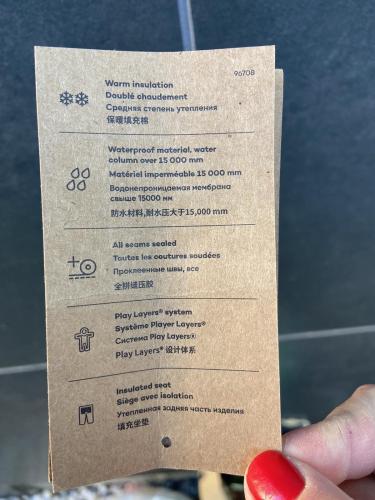 96708
Warm insulation
Doublé chaudement
Средняя степень утепления
保暖填充棉
Waterproof material, water
column over 15 000 mm
Matériel imperméable 15 000 mm
Водонепроницаемая мембрана
свыше 15000 мм
防水材料,耐水压大于15,000 mm
All seams sealed
Toutes les coutures soudées
Проклеенные швы, все
全拼缝压胶
Play Layers® system
Système Player Layers®
Система Play Layers®
Play Layers® 设计体系
Insulated seat
Siège avec isolation
Утепленная задняя часть изделия
填充坐垫